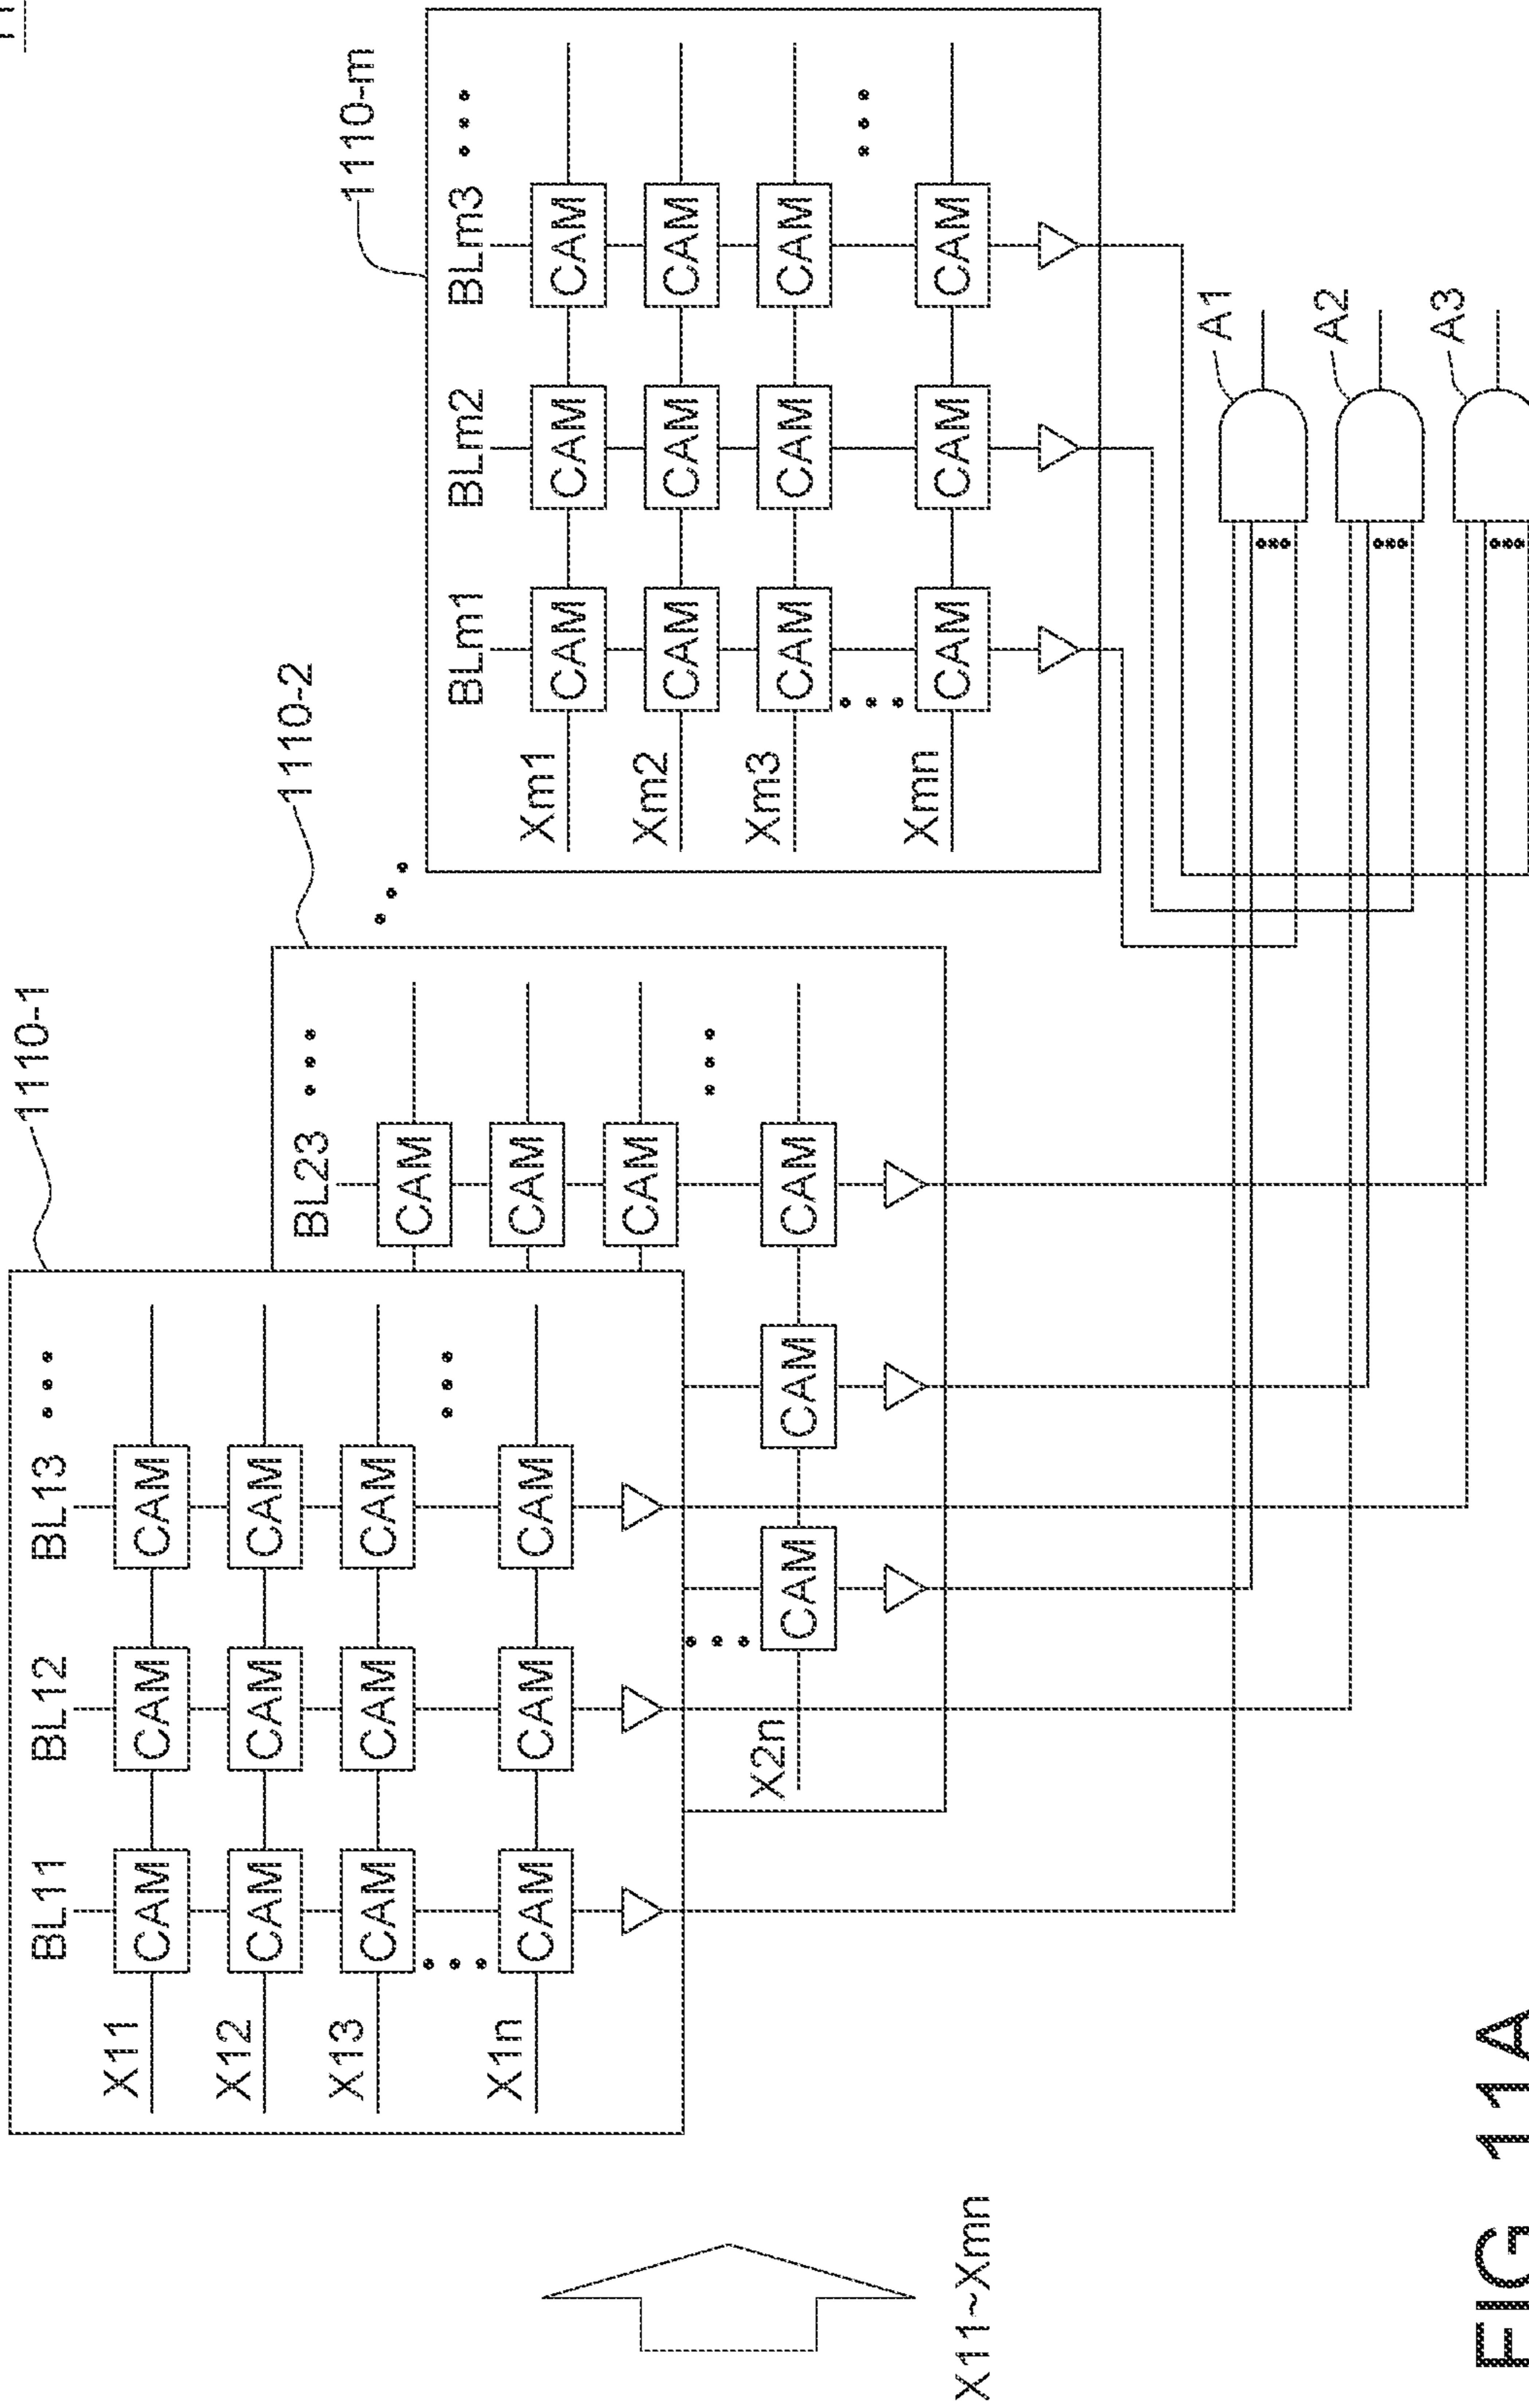 11
1110-1
BL11 BL12 BL13 •••
X11 CAM CAM CAM
X12 CAM CAM CAM
X13 CAM CAM CAM
X1n CAM CAM CAM
1110-2
BL23 •••
CAM
CAM
CAM
X2n CAM CAM CAM
1110-m
BLm1 BLm2 BLm3 •••
Xm1 CAM CAM CAM
Xm2 CAM CAM CAM
Xm3 CAM CAM CAM
Xmn CAM CAM CAM
X11~Xmn
A1
A2
A3
FIG 11A